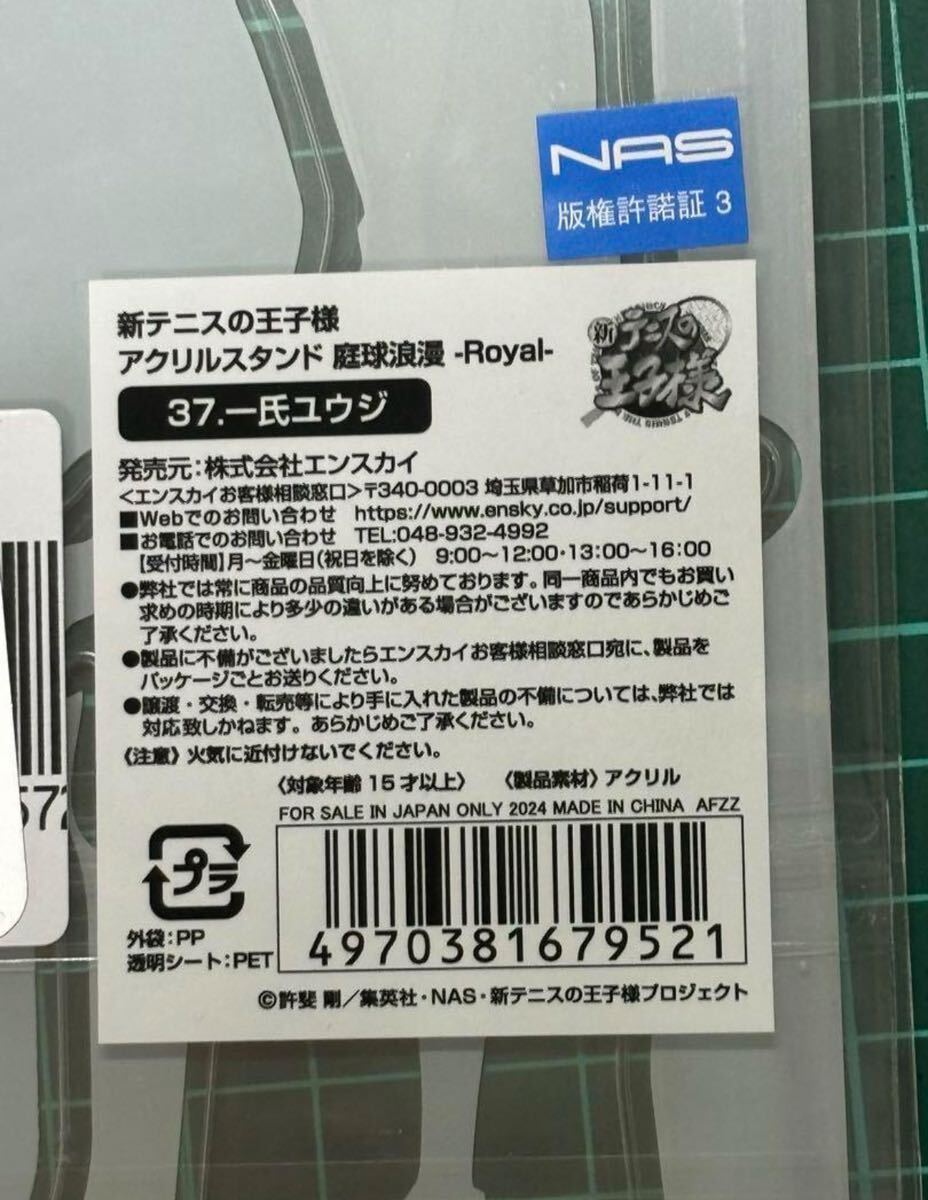 NAS
版権許諾証 3
新テニスの王子様
アクリルスタンド 庭球浪漫 -Royal-
新テニスの王子様
37.一氏ユウジ
発売元:株式会社エンスカイ
<エンスカイお客様相談窓口>〒340-0003 埼玉県草加市稲荷1-11-1
■Webでのお問い合わせ https://www.ensky.co.jp/support/
■お電話でのお問い合わせ TEL:048-932-4992
【受付時間】月〜金曜日(祝日を除く) 9:00〜12:00・13:00〜16:00
●弊社では常に商品の品質向上に努めております。同一商品内でもお買い
求めの時期により多少の違いがある場合がございますのであらかじめご
了承ください。
●製品に不備がございましたらエンスカイお客様相談窓口宛に、製品を
パッケージごとお送りください。
●譲渡・交換・転売等により手に入れた製品の不備については、弊社では
対応致しかねます。あらかじめご了承ください。
《注意》火気に近付けないでください。
〈対象年齢15才以上〉 〈製品素材〉アクリル
FOR SALE IN JAPAN ONLY 2024 MADE IN CHINA AFZZ
プラ
外袋:PP
透明シート:PET
4970381679521
©許斐 剛/集英社・NAS・新テニスの王子様プロジェクト
572